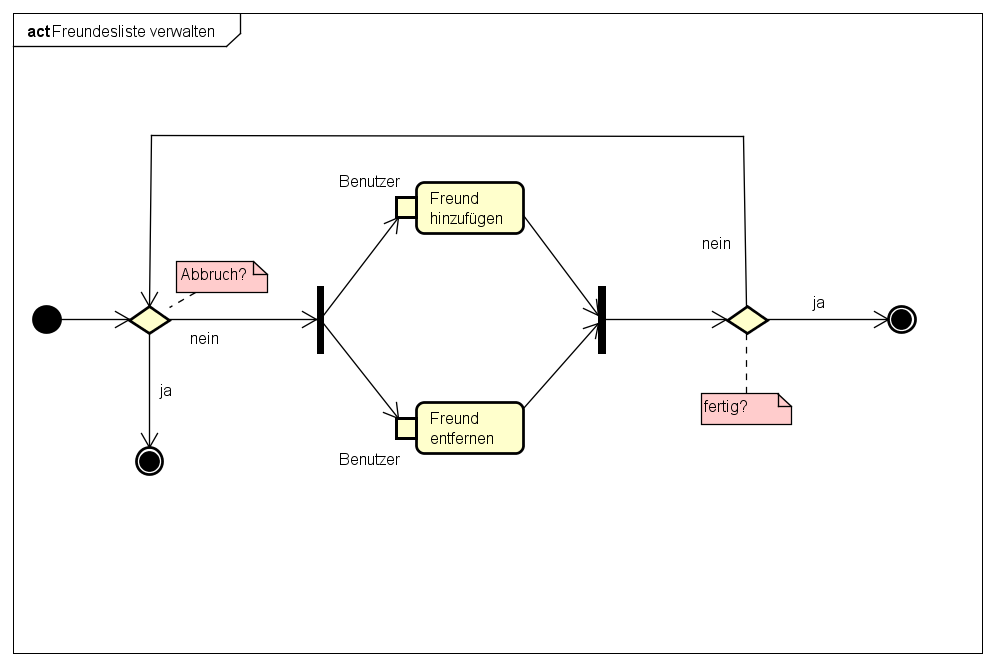 act Freundesliste verwalten
Benutzer
Freund
hinzufügen
nein
Abbruch?
ja
nein
ja
fertig?
Freund
entfernen
Benutzer